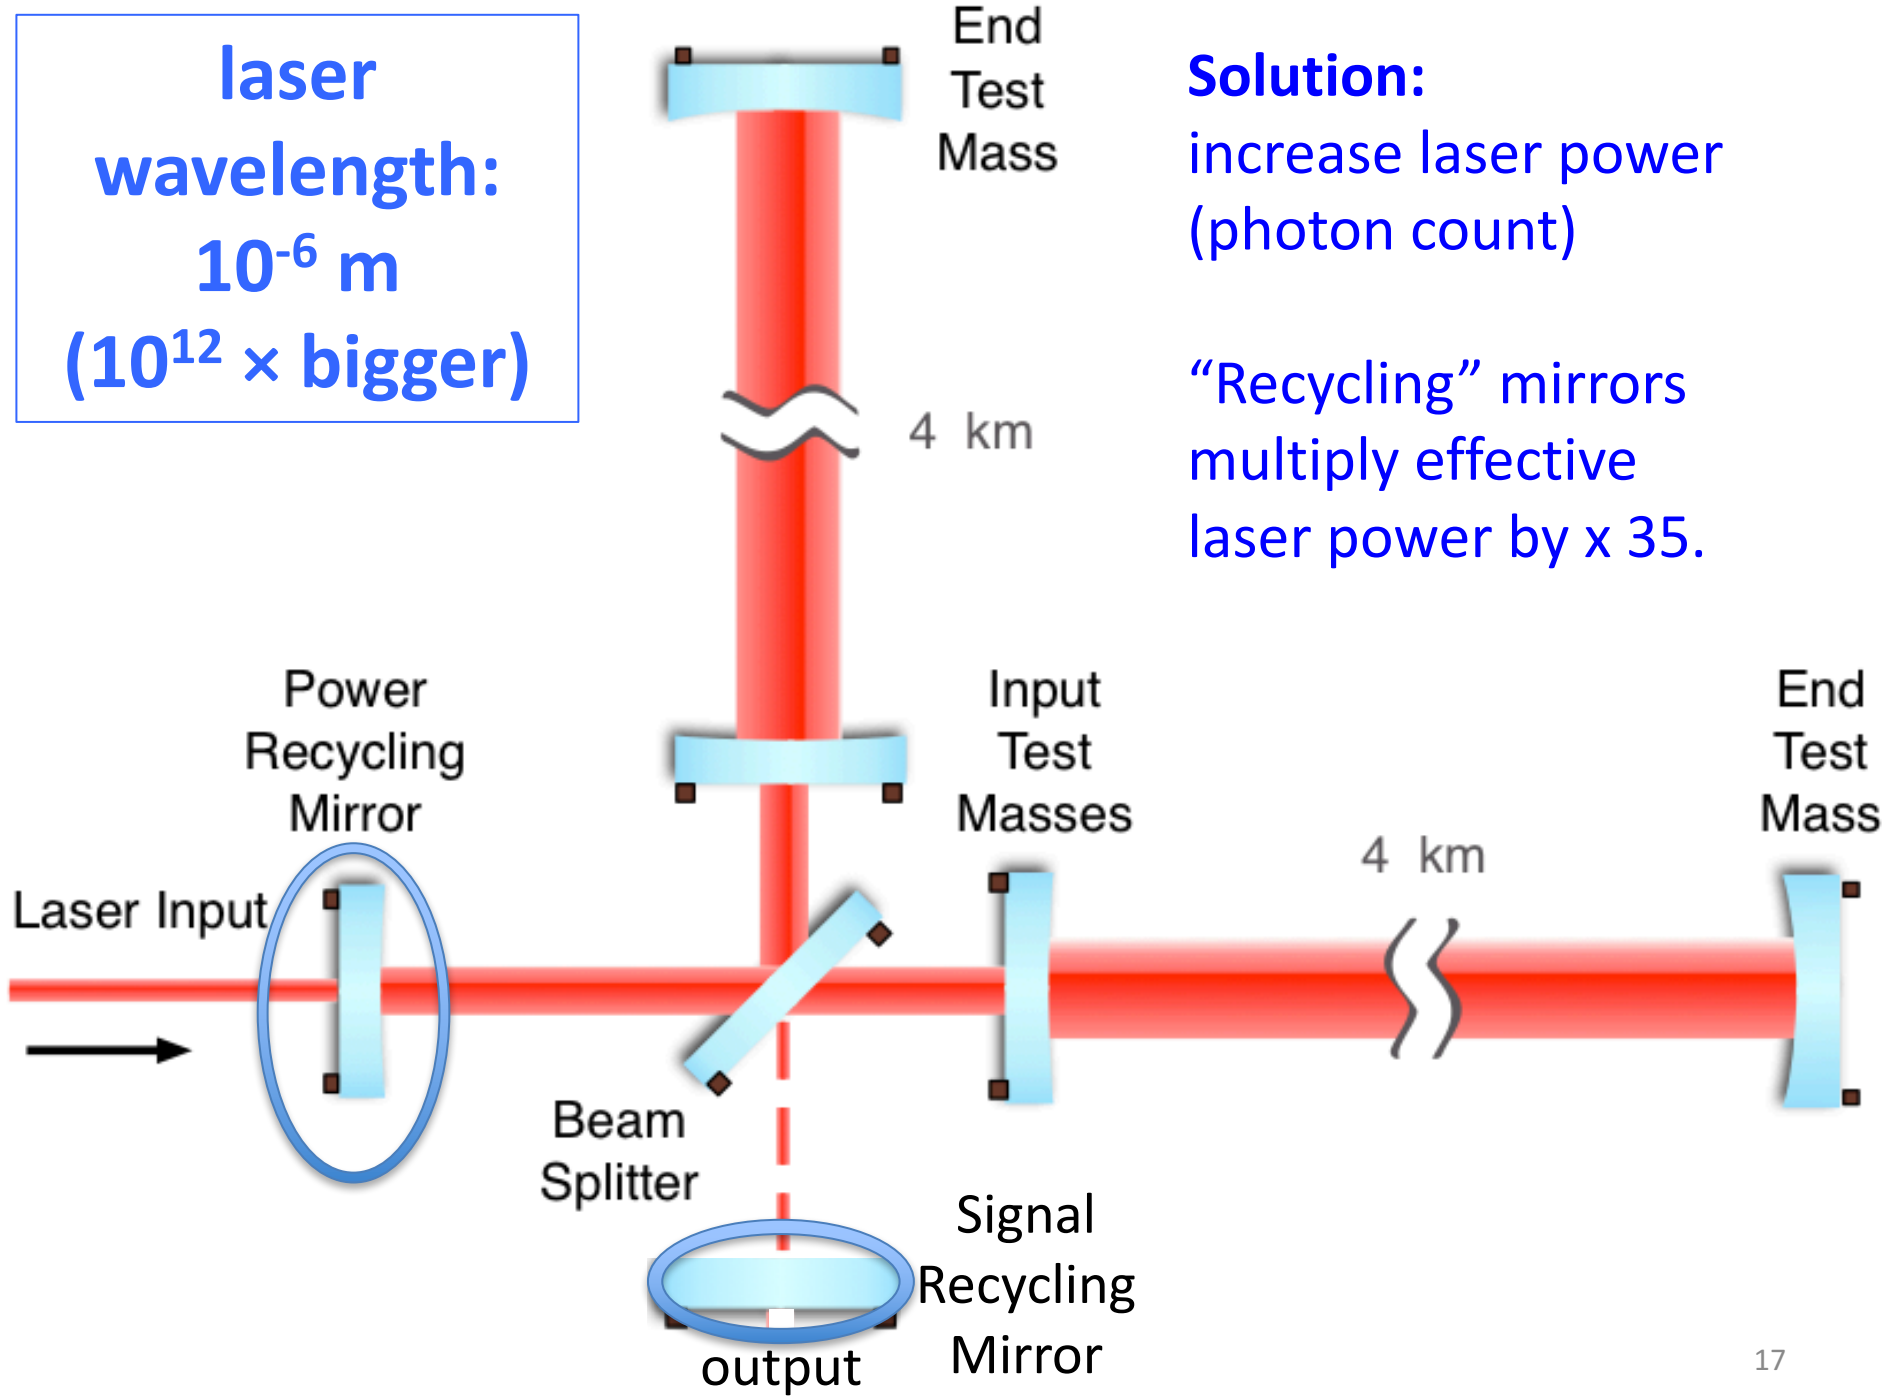 laser
wavelength:
10⁻⁶ m
(10¹² × bigger)
End
Test
Mass
Solution:
increase laser power
(photon count)
“Recycling” mirrors
multiply effective
laser power by x 35.
4 km
Power
Recycling
Mirror
Input
Test
Masses
End
Test
Mass
4 km
Laser Input
Beam
Splitter
Signal
Recycling
Mirror
output
17